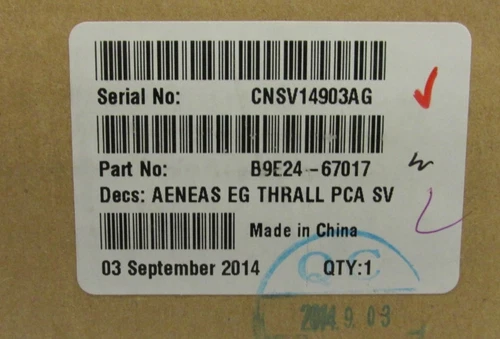 Serial No: CNSV14903AG
Part No: B9E24-67017
Decs: AENEAS EG THRALL PCA SV
Made in China
03 September 2014 QTY:1
QC
2014.9.03